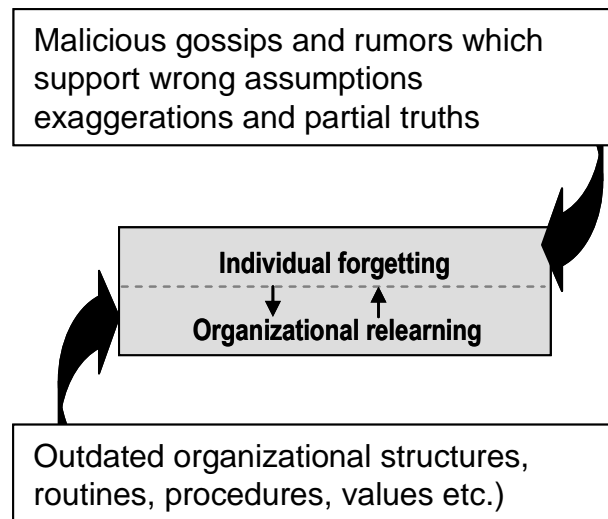 Malicious gossips and rumors which
support wrong assumptions
exaggerations and partial truths
Individual forgetting
Organizational relearning
Outdated organizational structures,
routines, procedures, values etc.)